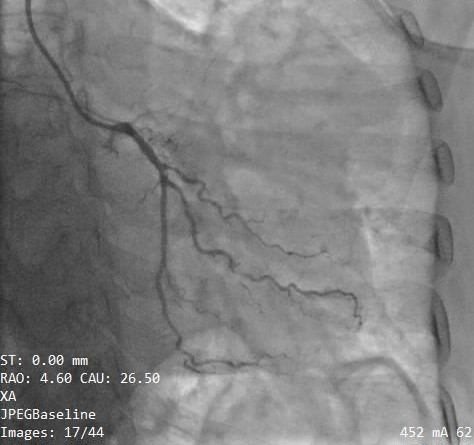 ST: 0.00 mm
RAO: 4.60 CAU: 26.50
XA
JPEGBaseline
Images: 17/44
452 mA 62